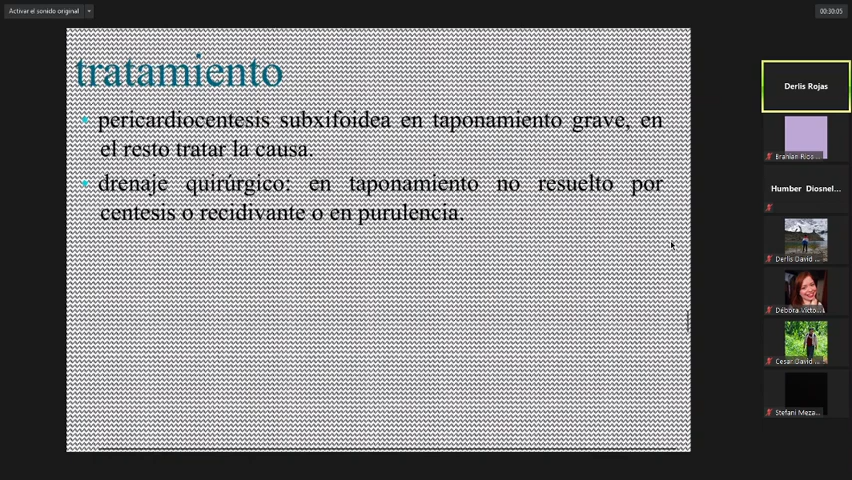 Activar el sonido original
00:30:05
tratamiento
pericardiocentesis subxifoidea en taponamiento grave, en
el resto tratar la causa.
drenaje quirúrgico: en taponamiento no resuelto por
centesis o recidivante o en purulencia.
Derlis Rojas
Brahian Rios...
Humber Diosnel...
Derlis David ...
Débora Victo...
Cesar David ...
Stefani Meza...